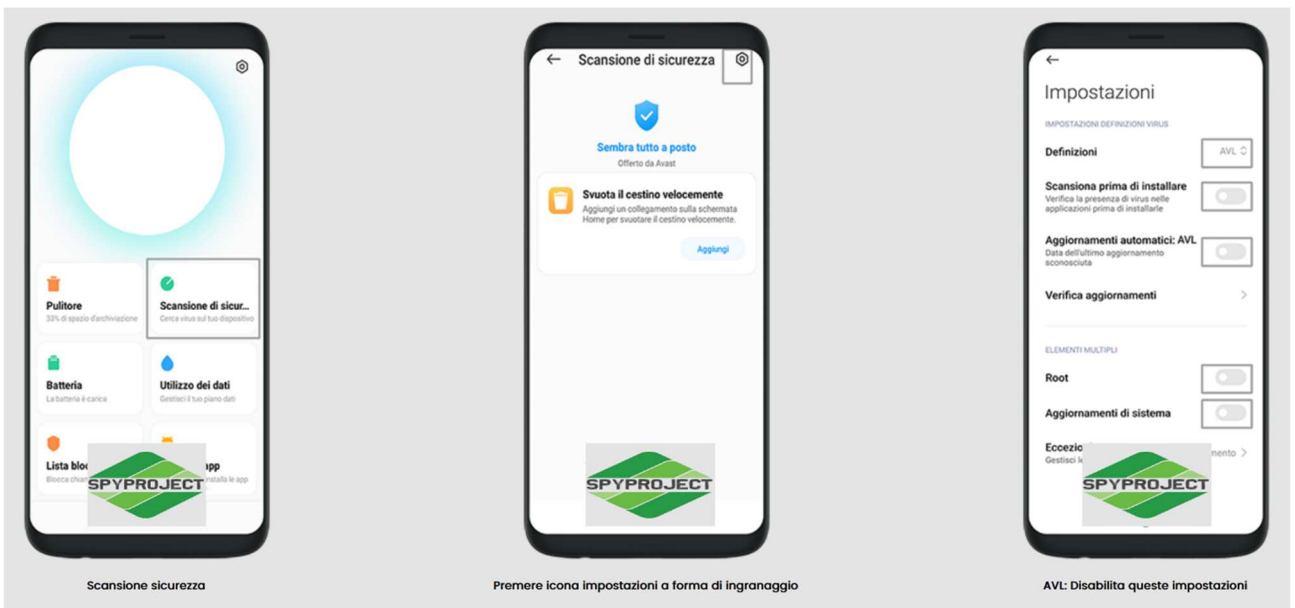 Pulitore
33% di spazio d'archiviazione
Scansione di sicur...
Cerca virus sul tuo dispositivo
Batteria
La batteria è carica
Utilizzo dei dati
Gestisci il tuo piano dati
Lista
Blocca
SPYPROJECT
Scansione sicurezza
Scansione di sicurezza
Sembra tutto a posto
Offerto da Avast
Svuota il cestino velocemente
Aggiungi un collegamento sulla schermata
Home per svuotare il cestino velocemente.
Aggiungi
SPYPROJECT
Premere icona impostazioni a forma di ingranaggio
Impostazioni
IMPOSTAZIONI DEFINIZIONI VIRUS
Definizioni AVL
Scansiona prima di installare
Verifica la presenza di virus nelle
applicazioni prima di installarle
Aggiornamenti automatici: AVL
Data dell'ultimo aggiornamento
sconosciuta
Verifica aggiornamenti
ELEMENTI MULTIPLI
Root
Aggiornamenti di sistema
Gestisci
SPYPROJECT
AVL: Disabilita queste impostazioni